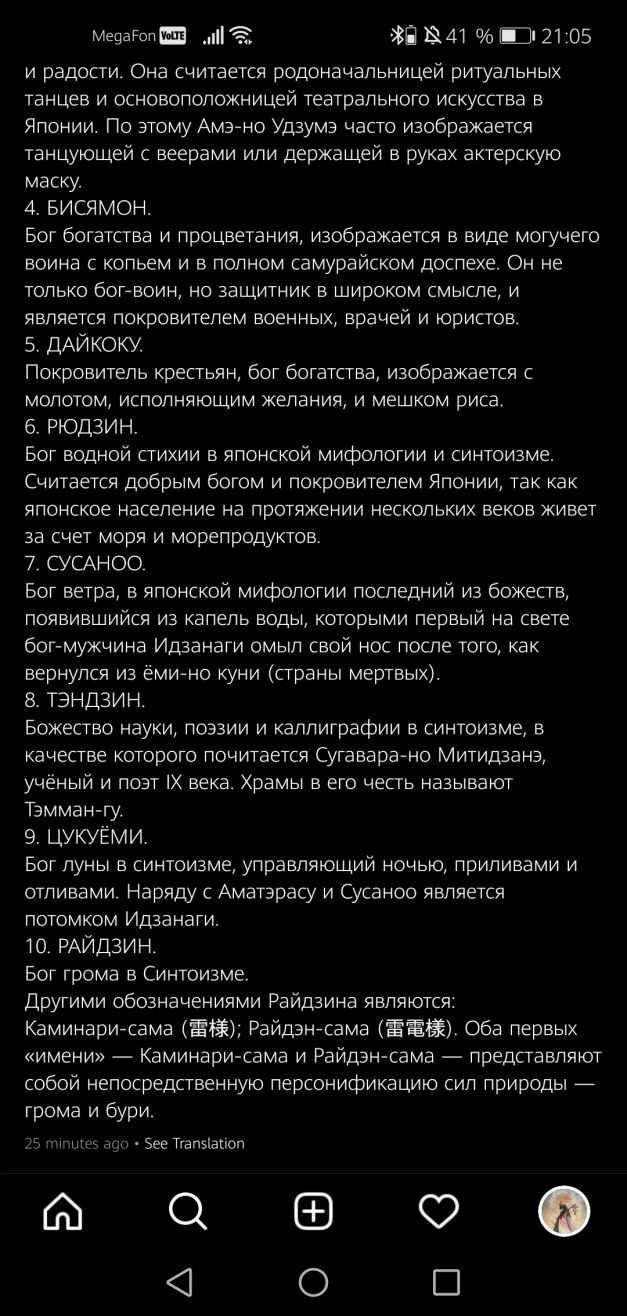 MegaFon VoLTE 41 % 21:05
и радости. Она считается родоначальницей ритуальных
танцев и основоположницей театрального искусства в
Японии. По этому Амэ-но Удзумэ часто изображается
танцующей с веерами или держащей в руках актерскую
маску.
4. БИСЯМОН.
Бог богатства и процветания, изображается в виде могучего
воина с копьем и в полном самурайском доспехе. Он не
только бог-воин, но защитник в широком смысле, и
является покровителем военных, врачей и юристов.
5. ДАЙКОКУ.
Покровитель крестьян, бог богатства, изображается с
молотом, исполняющим желания, и мешком риса.
6. РЮДЗИН.
Бог водной стихии в японской мифологии и синтоизме.
Считается добрым богом и покровителем Японии, так как
японское население на протяжении нескольких веков живет
за счет моря и морепродуктов.
7. СУСАНОО.
Бог ветра, в японской мифологии последний из божеств,
появившийся из капель воды, которыми первый на свете
бог-мужчина Идзанаги омыл свой нос после того, как
вернулся из ёми-но куни (страны мертвых).
8. ТЭНДЗИН.
Божество науки, поэзии и каллиграфии в синтоизме, в
качестве которого почитается Сугавара-но Митидзанэ,
учёный и поэт IX века. Храмы в его честь называют
Тэмман-гу.
9. ЦУКУЁМИ.
Бог луны в синтоизме, управляющий ночью, приливами и
отливами. Наряду с Аматэрасу и Сусаноо является
потомком Идзанаги.
10. РАЙДЗИН.
Бог грома в Синтоизме.
Другими обозначениями Райдзина являются:
Каминари-сама (雷様); Райдэн-сама (雷電様). Оба первых
«имени» — Каминари-сама и Райдэн-сама — представляют
собой непосредственную персонификацию сил природы —
грома и бури.
25 minutes ago • See Translation